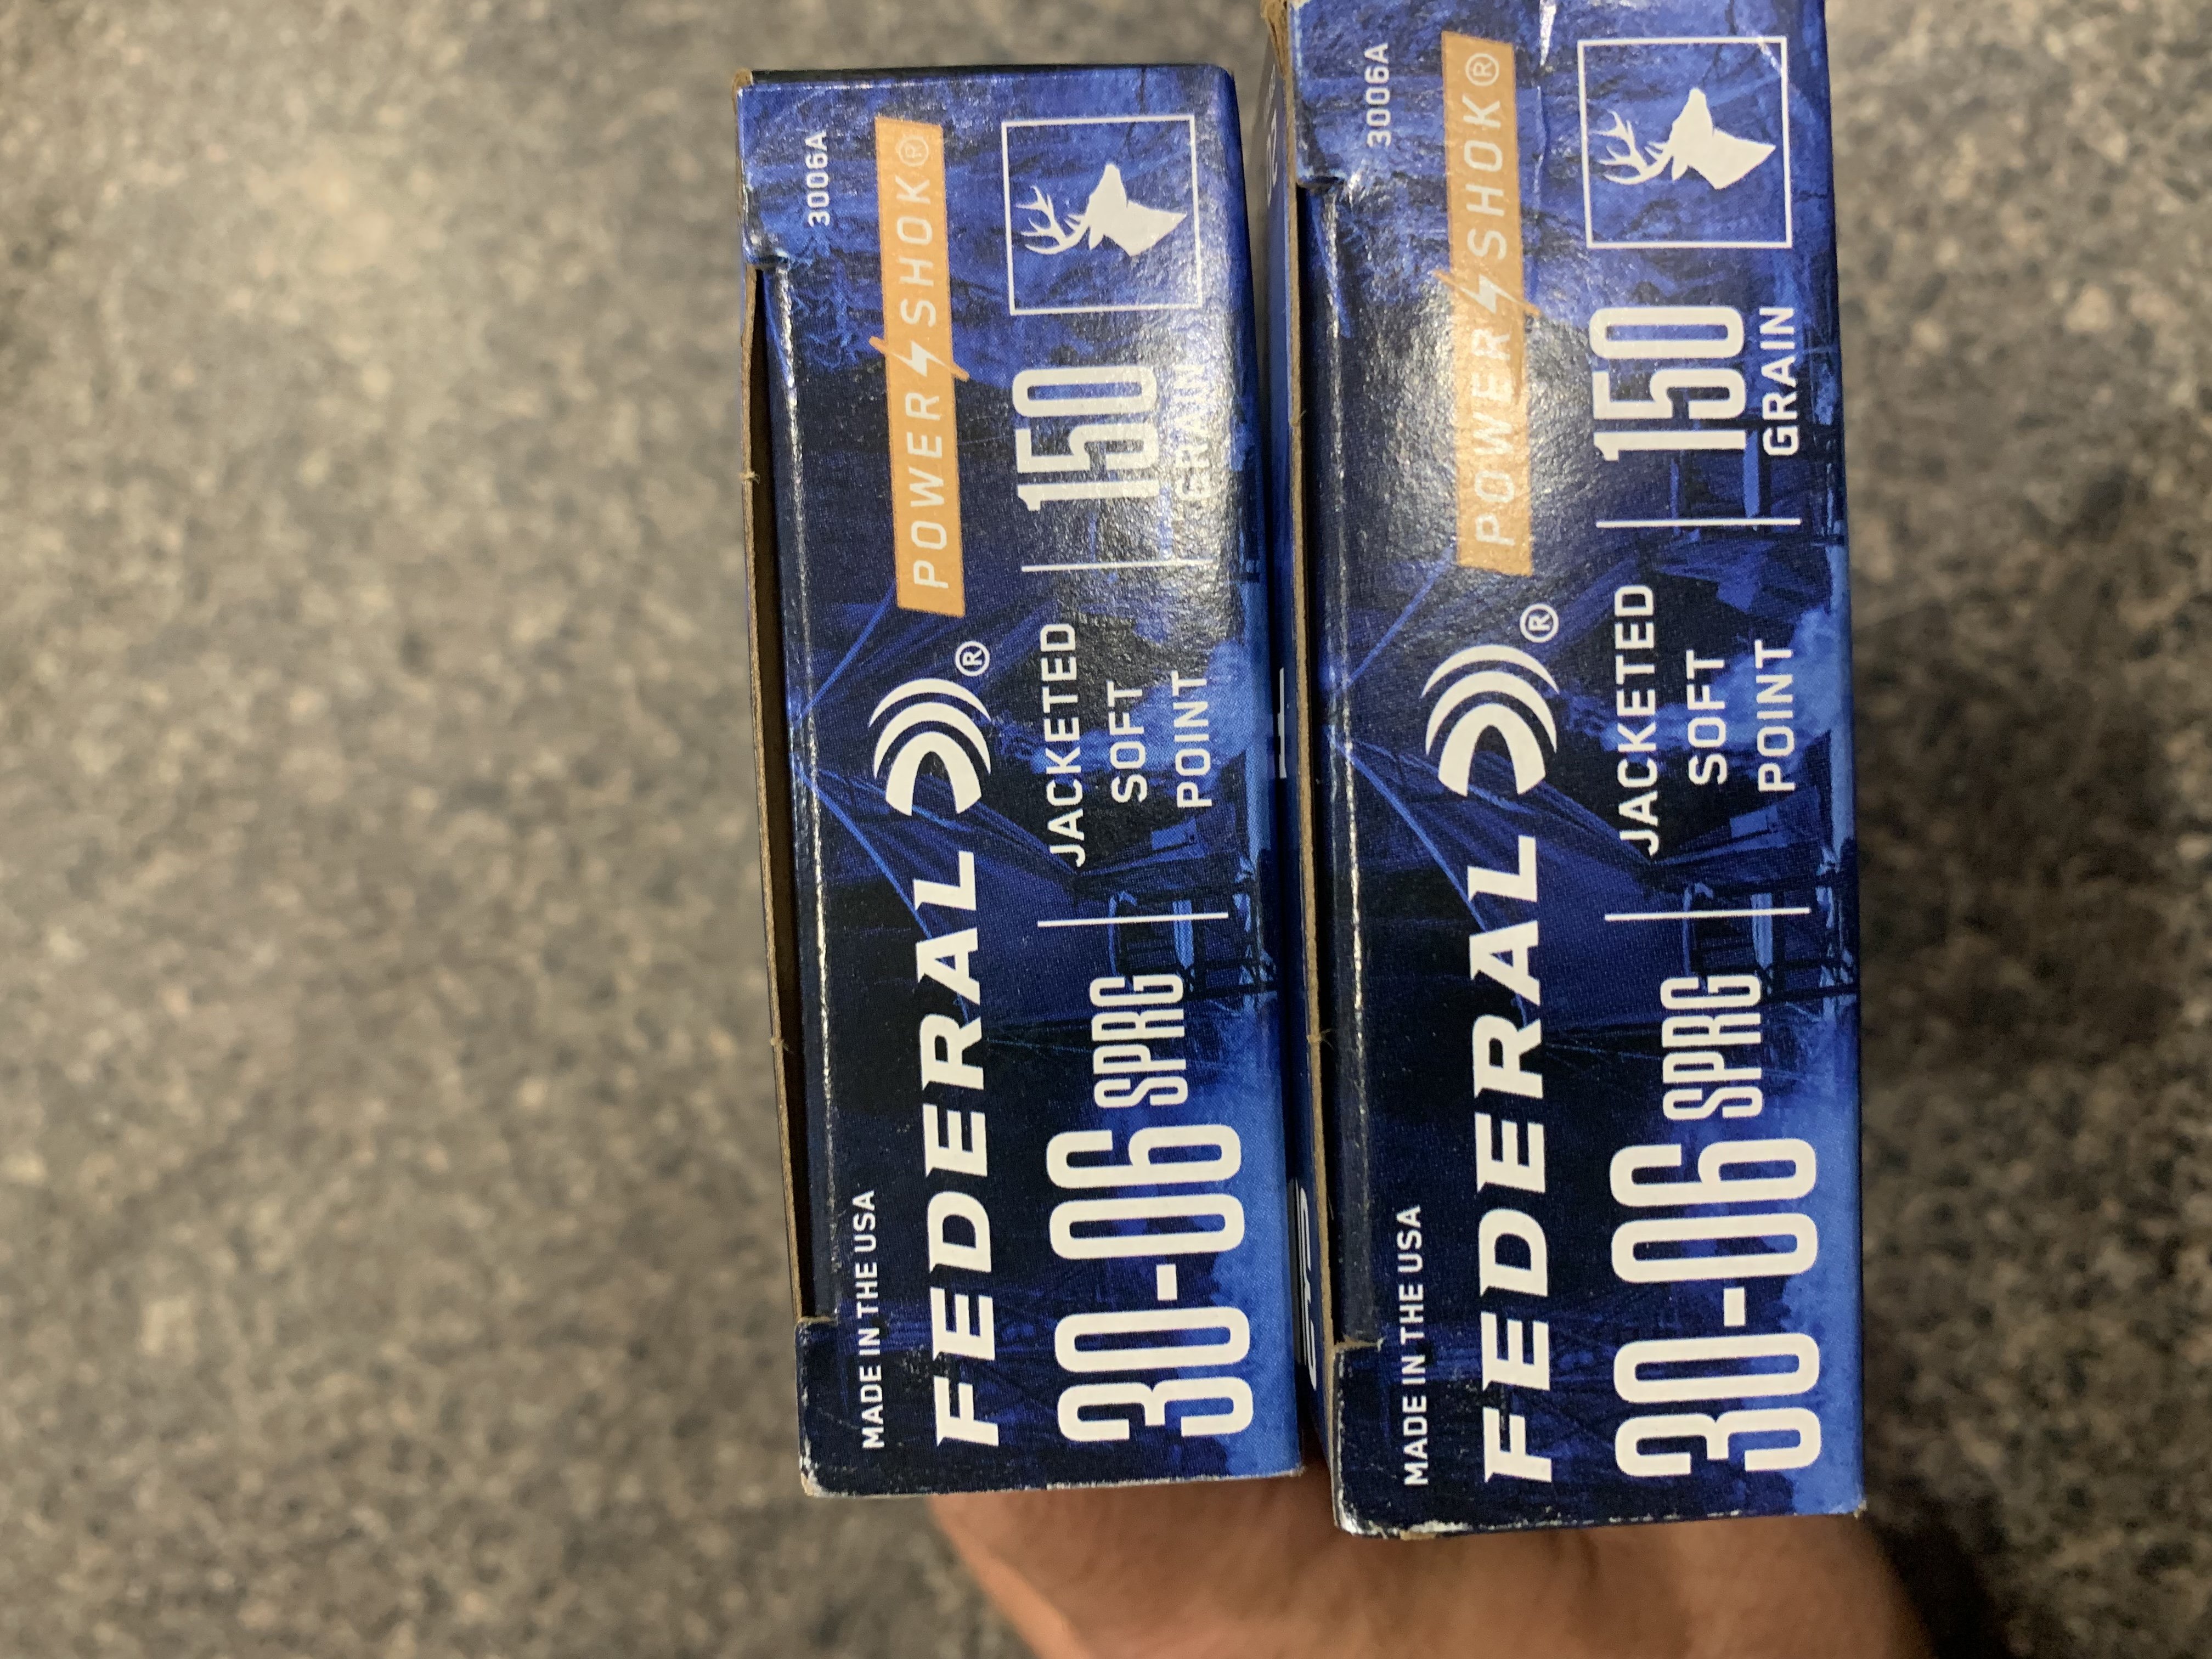 MADE IN THE USA 3006A
FEDERAL® POWER SHOK®
30-06 SPRG
JACKETED
SOFT
POINT
150
GRAIN
MADE IN THE USA 3006A
FEDERAL® POWER SHOK®
30-06 SPRG
JACKETED
SOFT
POINT
150
GRAIN